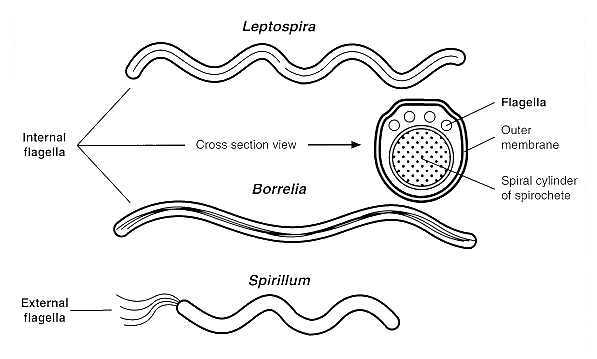 Leptospira
Flagella
Outer
membrane
Internal
flagella
Cross section view
Spiral cylinder
of spirochete
Borrelia
Spirillum
External
flagella